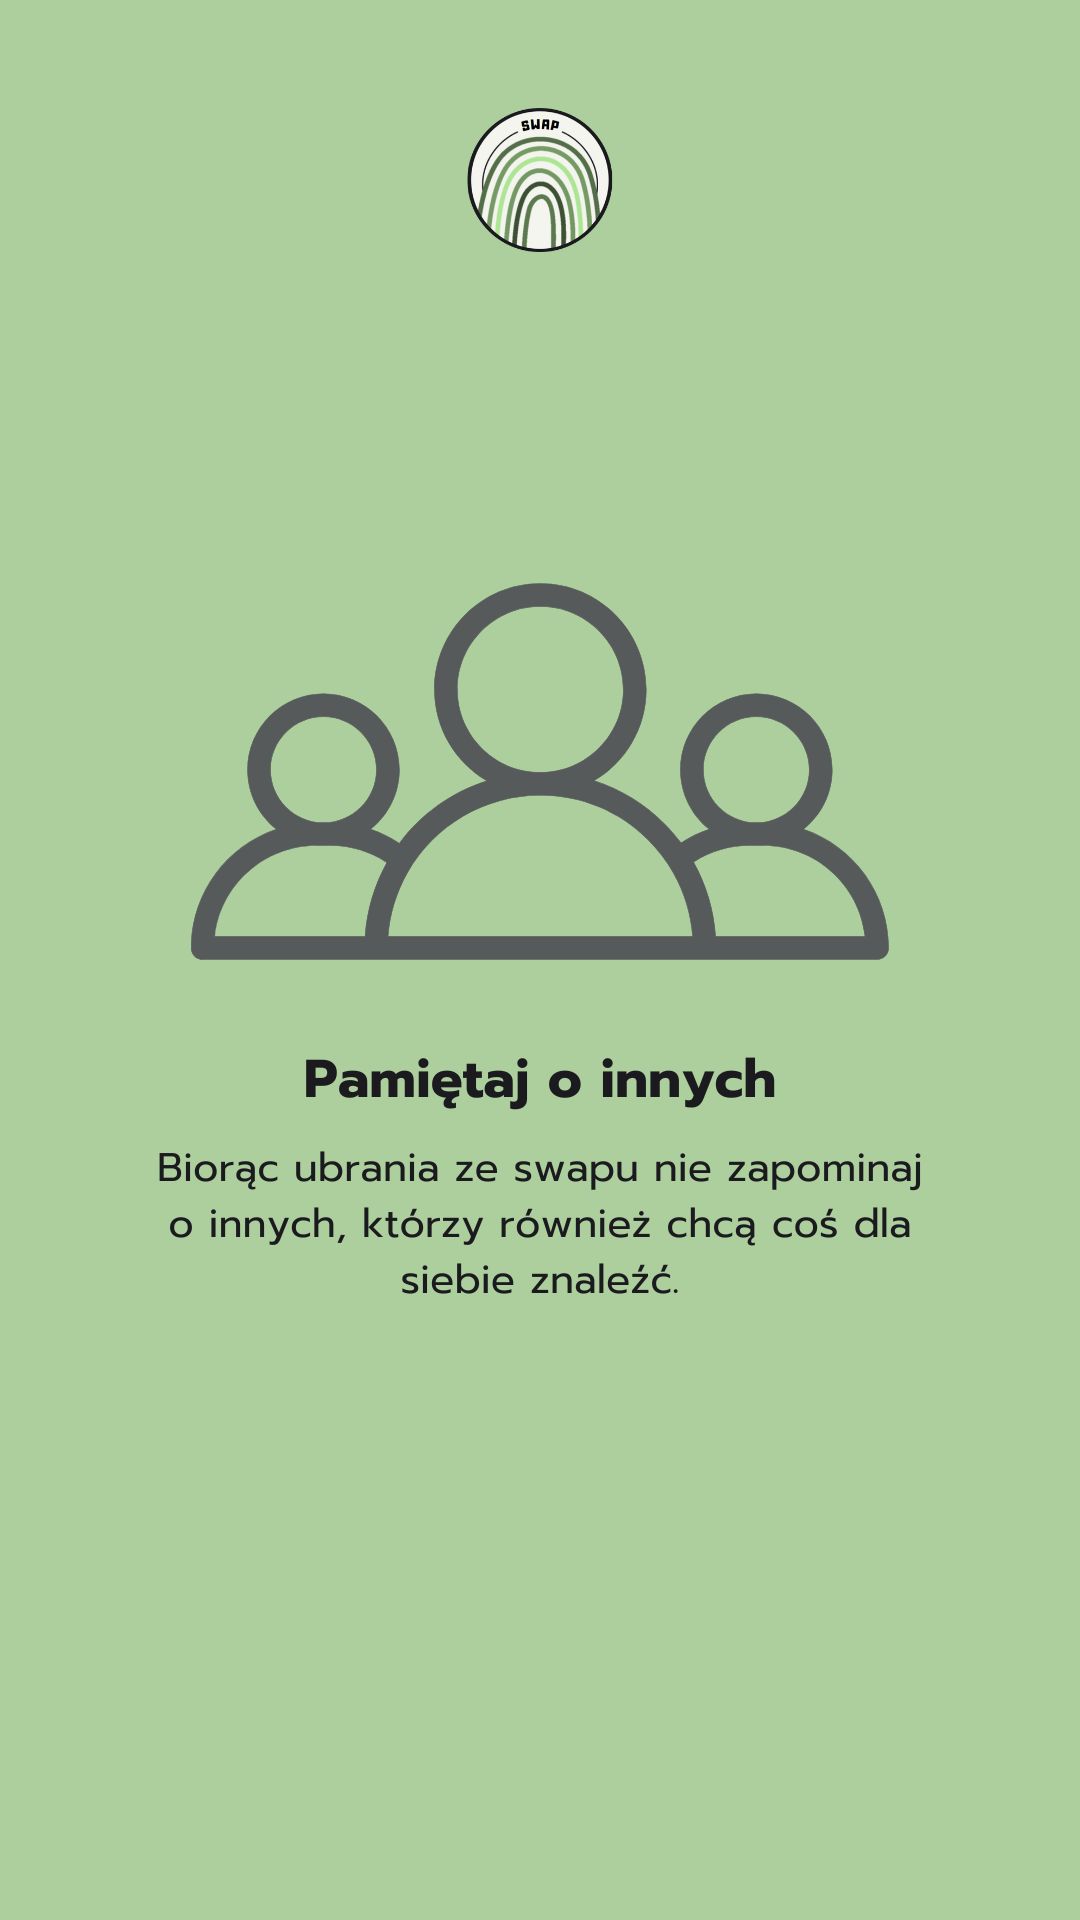 SWAP
Pamiętaj o innych
Biorąc ubrania ze swapu nie zapominaj
o innych, którzy również chcą coś dla
siebie znaleźć.